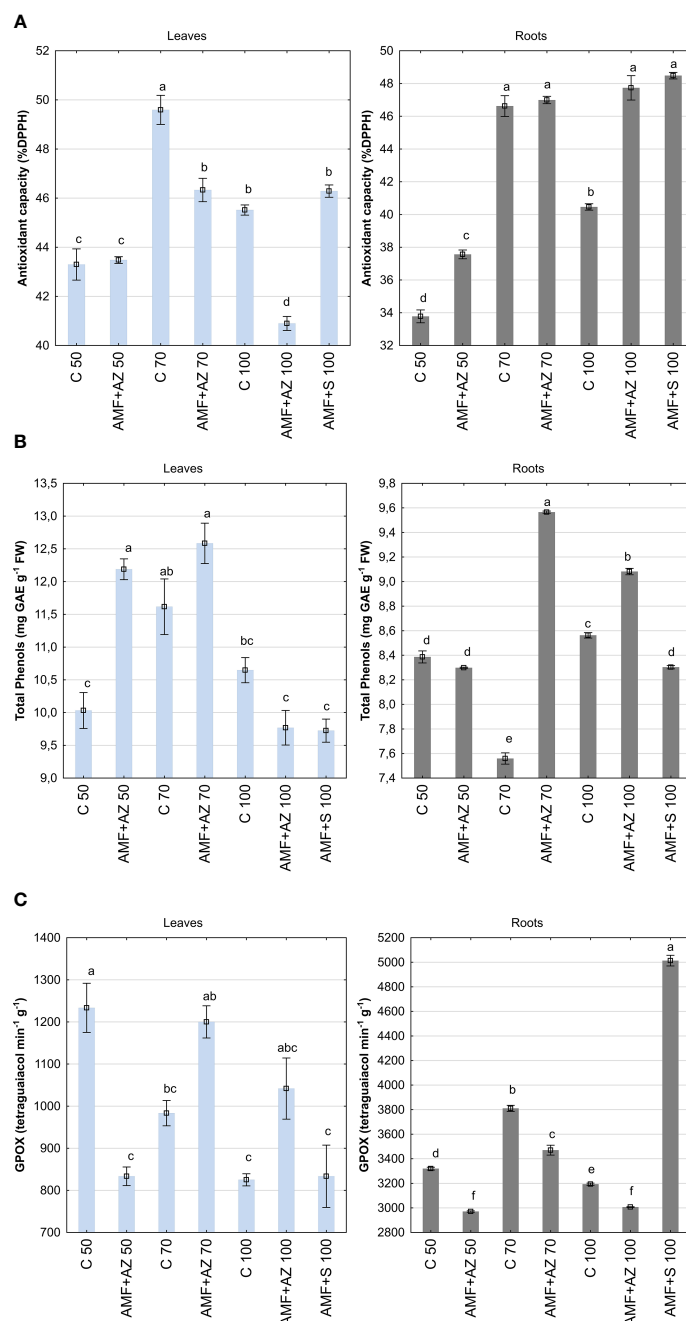 A
Leaves
Roots
Antioxidant capacity (%DPPH)
52
50
48
46
44
42
40
c
c
a
b
b
d
b
C 50
AMF+AZ 50
C 70
AMF+AZ 70
C 100
AMF+AZ 100
AMF+S 100
Antioxidant capacity (%DPPH)
50
48
46
44
42
40
38
36
34
32
d
c
a
a
b
a
a
C 50
AMF+AZ 50
C 70
AMF+AZ 70
C 100
AMF+AZ 100
AMF+S 100
B
Leaves
Roots
Total Phenols (mg GAE g-1 FW)
13,5
13,0
12,5
12,0
11,5
11,0
10,5
10,0
9,5
9,0
c
a
ab
a
bc
c
c
C 50
AMF+AZ 50
C 70
AMF+AZ 70
C 100
AMF+AZ 100
AMF+S 100
Total Phenols (mg GAE g-1 FW)
9,8
9,6
9,4
9,2
9,0
8,8
8,6
8,4
8,2
8,0
7,8
7,6
7,4
d
d
e
a
c
b
d
C 50
AMF+AZ 50
C 70
AMF+AZ 70
C 100
AMF+AZ 100
AMF+S 100
C
Leaves
Roots
GPOX (tetraguaiacol min-1 g-1)
1400
1300
1200
1100
1000
900
800
700
a
c
bc
ab
c
abc
c
C 50
AMF+AZ 50
C 70
AMF+AZ 70
C 100
AMF+AZ 100
AMF+S 100
GPOX (tetraguaiacol min-1 g-1)
5200
5000
4800
4600
4400
4200
4000
3800
3600
3400
3200
3000
2800
d
f
b
c
e
f
a
C 50
AMF+AZ 50
C 70
AMF+AZ 70
C 100
AMF+AZ 100
AMF+S 100